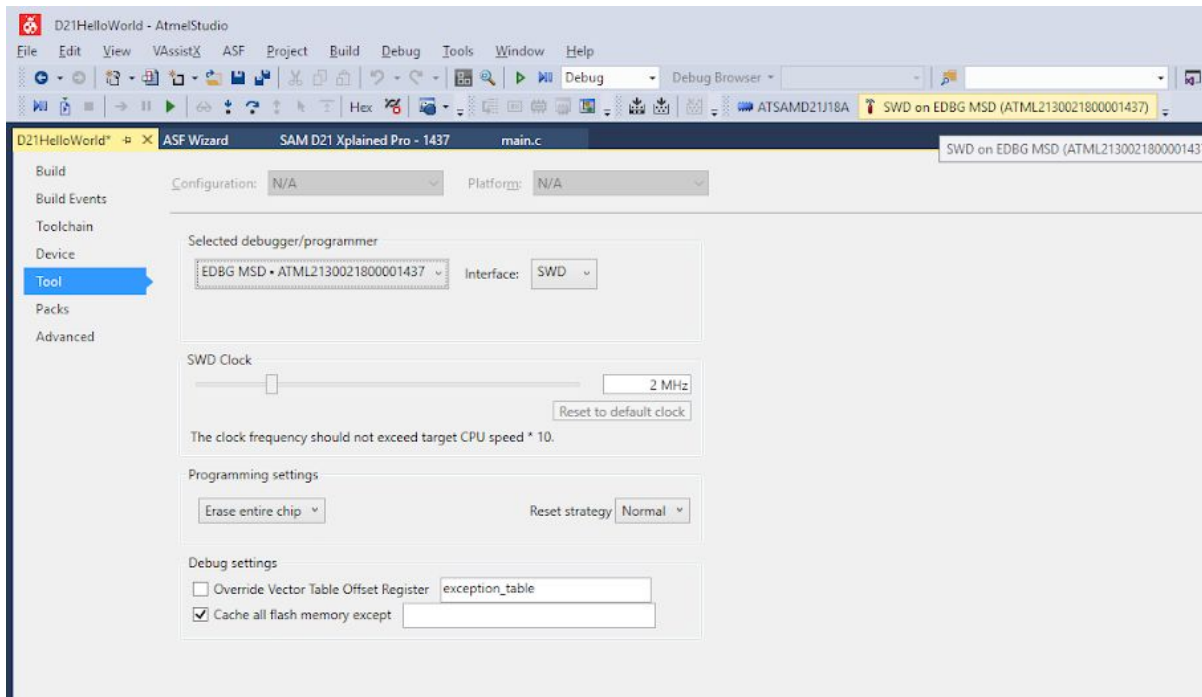 D21HelloWorld - AtmelStudio
File Edit View VAssistX ASF Project Build Debug Tools Window Help
Debug Debug Browser
Hex ATSAMD21J18A SWD on EDBG MSD (ATML2130021800001437)
D21HelloWorld* ASF Wizard SAM D21 Xplained Pro - 1437 main.c
SWD on EDBG MSD (ATML2130021800000143
Build
Configuration: N/A Platform: N/A
Build Events
Toolchain
Device
Tool
Packs
Advanced
Selected debugger/programmer
EDBG MSD • ATML2130021800001437 Interface: SWD
SWD Clock
2 MHz
Reset to default clock
The clock frequency should not exceed target CPU speed * 10.
Programming settings
Erase entire chip Reset strategy Normal
Debug settings
Override Vector Table Offset Register exception_table
Cache all flash memory except